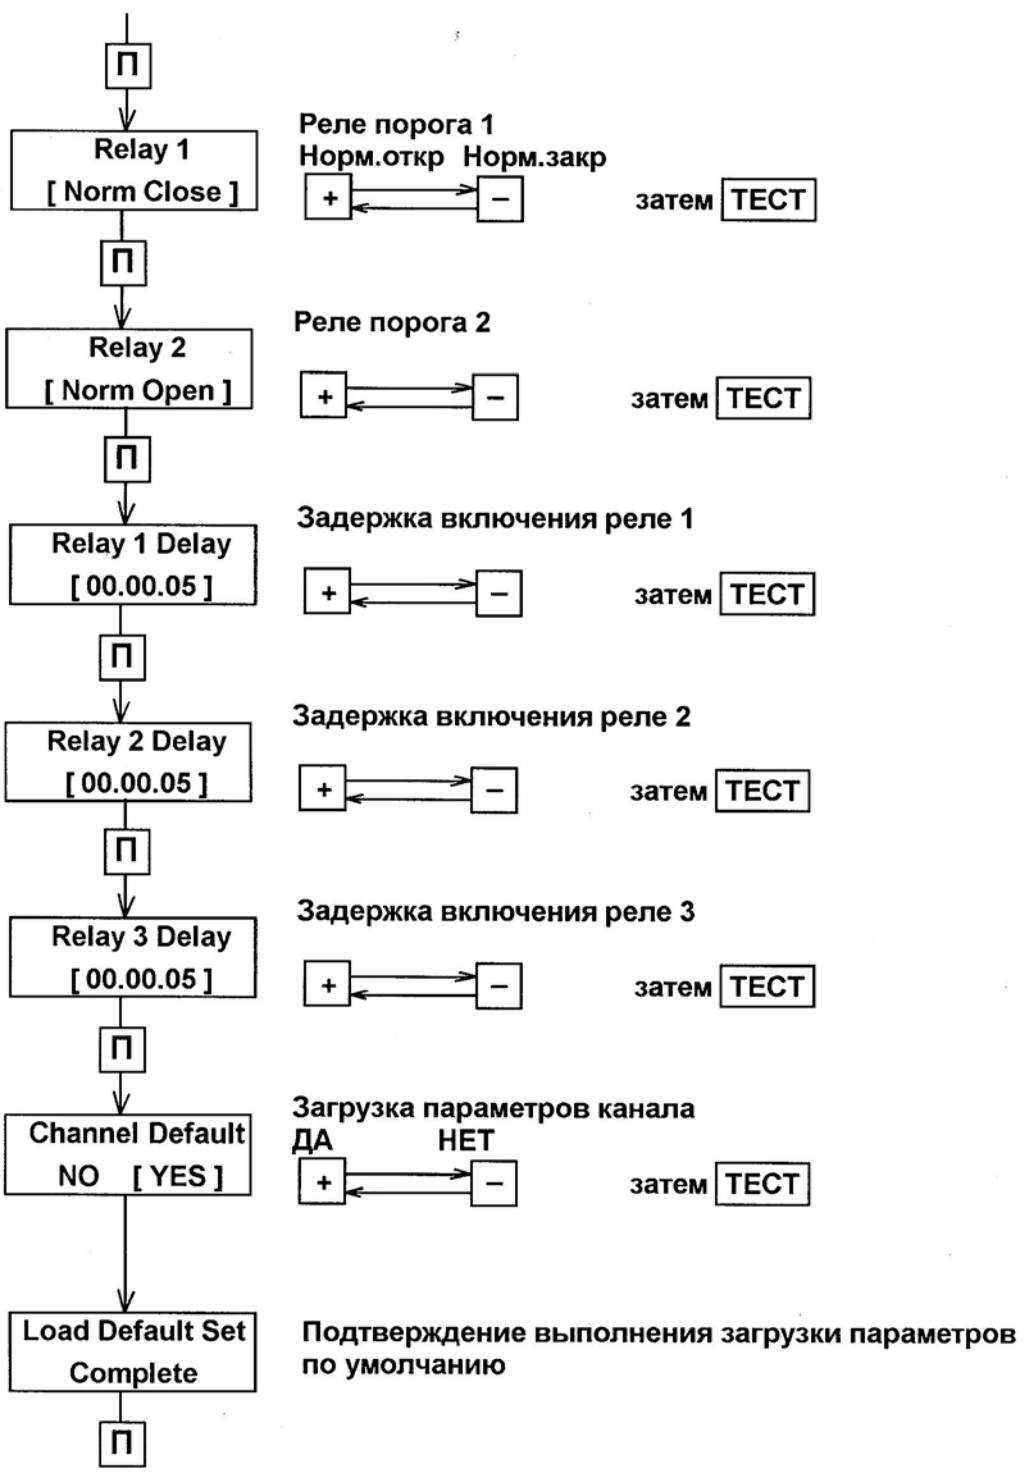 П
Relay 1
[ Norm Close ]
Реле порога 1
Норм.откр Норм.закр
+ − затем ТЕСТ
П
Relay 2
[ Norm Open ]
Реле порога 2
+ − затем ТЕСТ
П
Relay 1 Delay
[ 00.00.05 ]
Задержка включения реле 1
+ − затем ТЕСТ
П
Relay 2 Delay
[ 00.00.05 ]
Задержка включения реле 2
+ − затем ТЕСТ
П
Relay 3 Delay
[ 00.00.05 ]
Задержка включения реле 3
+ − затем ТЕСТ
П
Channel Default
NO [ YES ]
Загрузка параметров канала
ДА НЕТ
+ − затем ТЕСТ
Load Default Set
Complete
Подтверждение выполнения загрузки параметров
по умолчанию
П